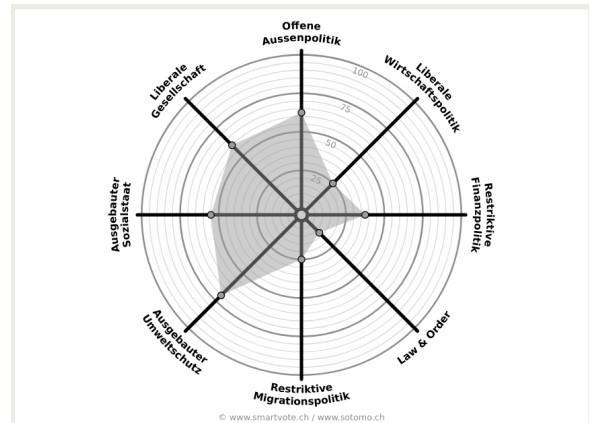 Offene
Aussenpolitik
Liberale
Wirtschaftspolitik
Liberale
Gesellschaft
100
75
50
25
Ausgebauter
Sozialstaat
Restriktive
Finanzpolitik
Ausgebauter
Umweltschutz
Law & Order
Restriktive
Migrationspolitik
© www.smartvote.ch / www.sotomo.ch